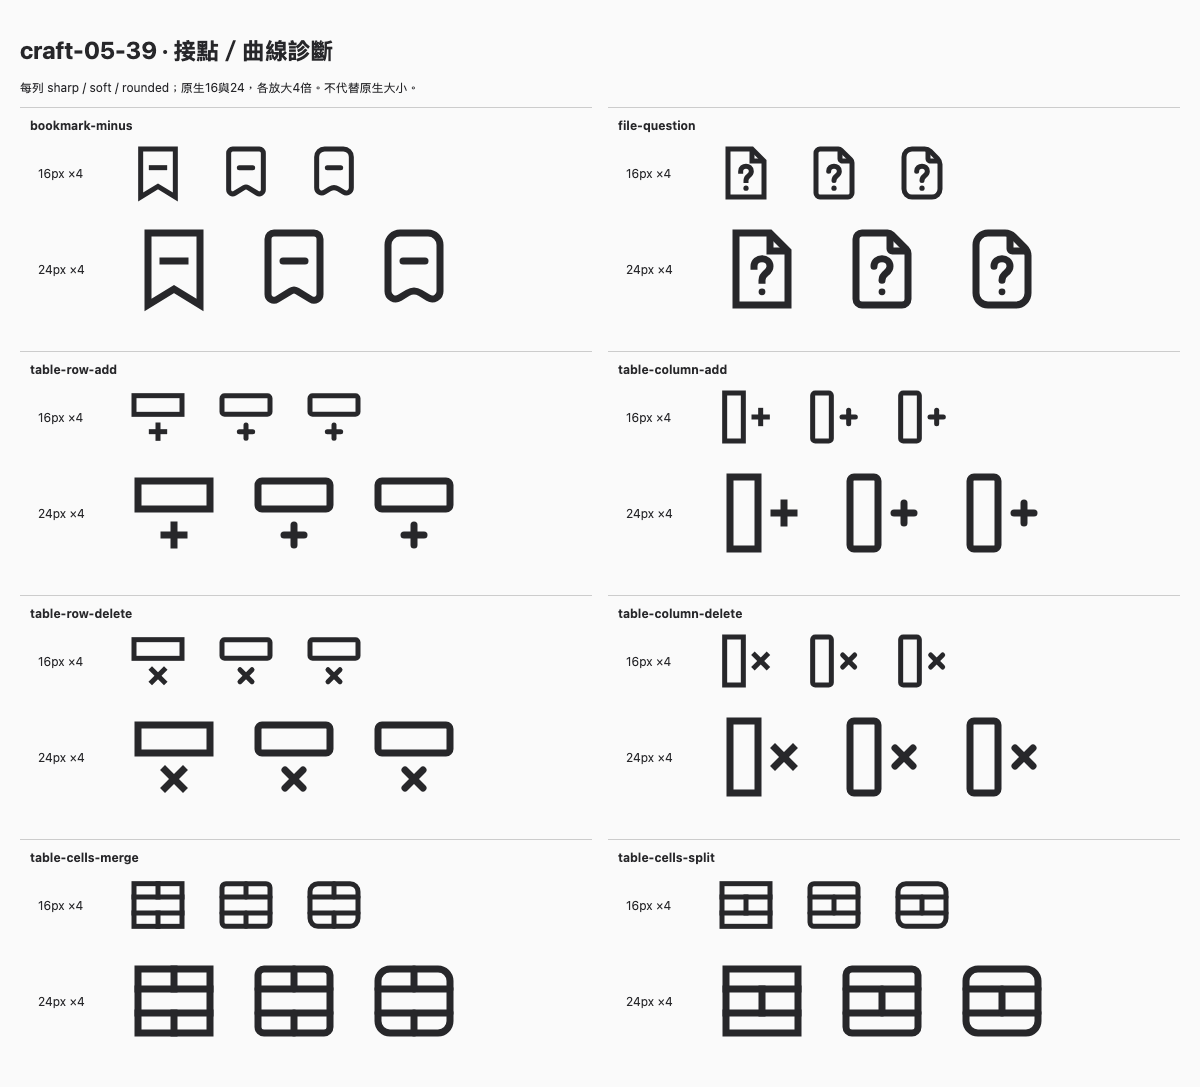 craft-05-39 · 接點 / 曲線診斷
每列 sharp / soft / rounded；原生16與24，各放大4倍。不代替原生大小。
bookmark-minus
16px ×4
24px ×4
file-question
16px ×4
24px ×4
table-row-add
16px ×4
24px ×4
table-column-add
16px ×4
24px ×4
table-row-delete
16px ×4
24px ×4
table-column-delete
16px ×4
24px ×4
table-cells-merge
16px ×4
24px ×4
table-cells-split
16px ×4
24px ×4